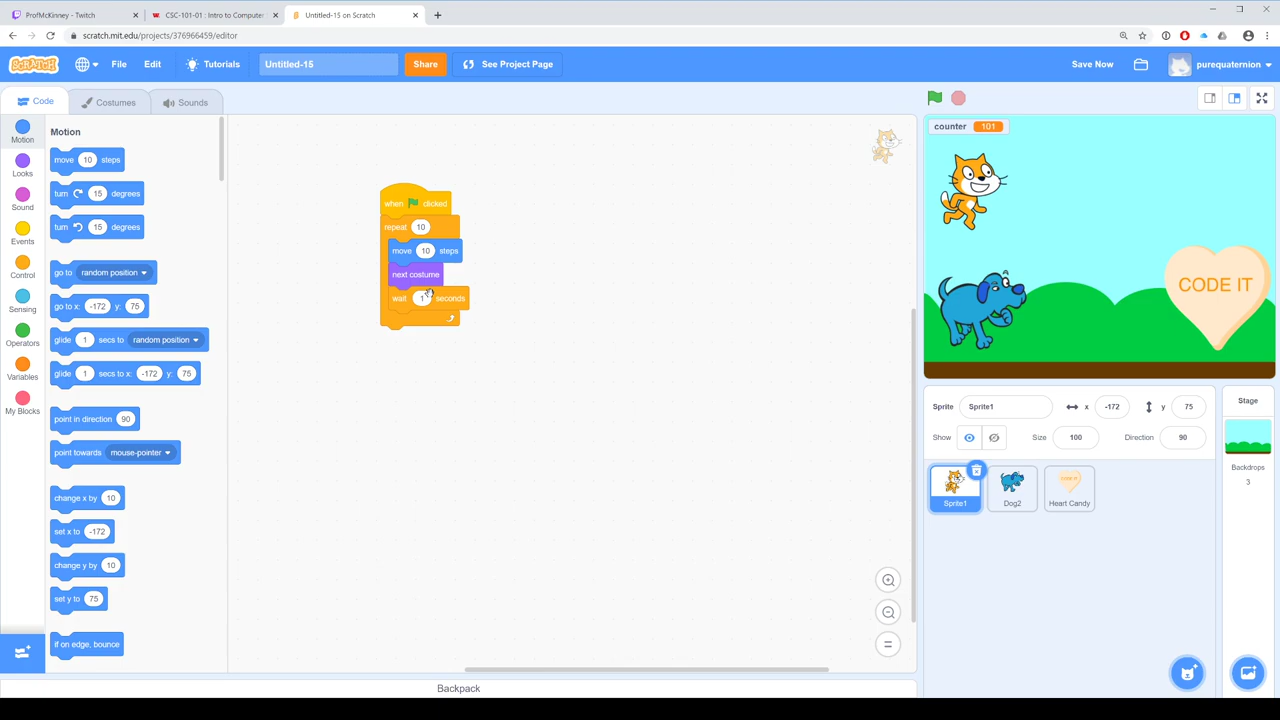 ProfMcKinney - Twitch
CSC-101-01 : Intro to Compute
Untitled-15 on Scratch
scratch.mit.edu/projects/376966459/editor
SCRATCH File Edit Tutorials Untitled-15 Share See Project Page Save Now purequaternion
Code Costumes Sounds
Motion
Looks
Sound
Events
Control
Sensing
Operators
Variables
My Blocks
Motion
move 10 steps
turn 15 degrees
turn 15 degrees
go to random position
go to x: -172 y: 75
glide 1 secs to random position
glide 1 secs to x: -172 y: 75
point in direction 90
point towards mouse-pointer
change x by 10
set x to -172
change y by 10
set y to 75
if on edge, bounce
when clicked
repeat 10
move 10 steps
next costume
wait 1 seconds
Backpack
counter 101
CODE IT
Sprite Sprite1 x -172 y 75
Show Size 100 Direction 90
Sprite1
Dog2
CODE IT
Heart Candy
Stage
Backdrops
3